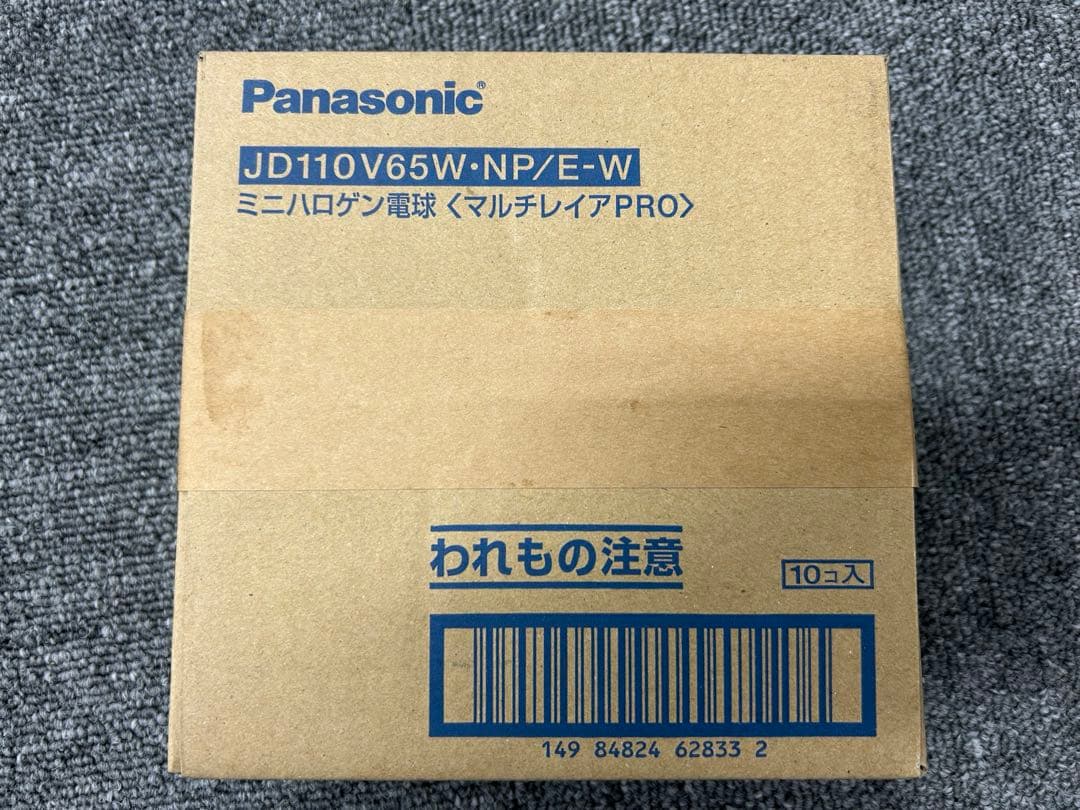 Panasonic®
JD110V65W・NP/E-W
ミニハロゲン電球〈マルチレイアPRO〉
われもの注意
10コ入
149 84824 62833 2